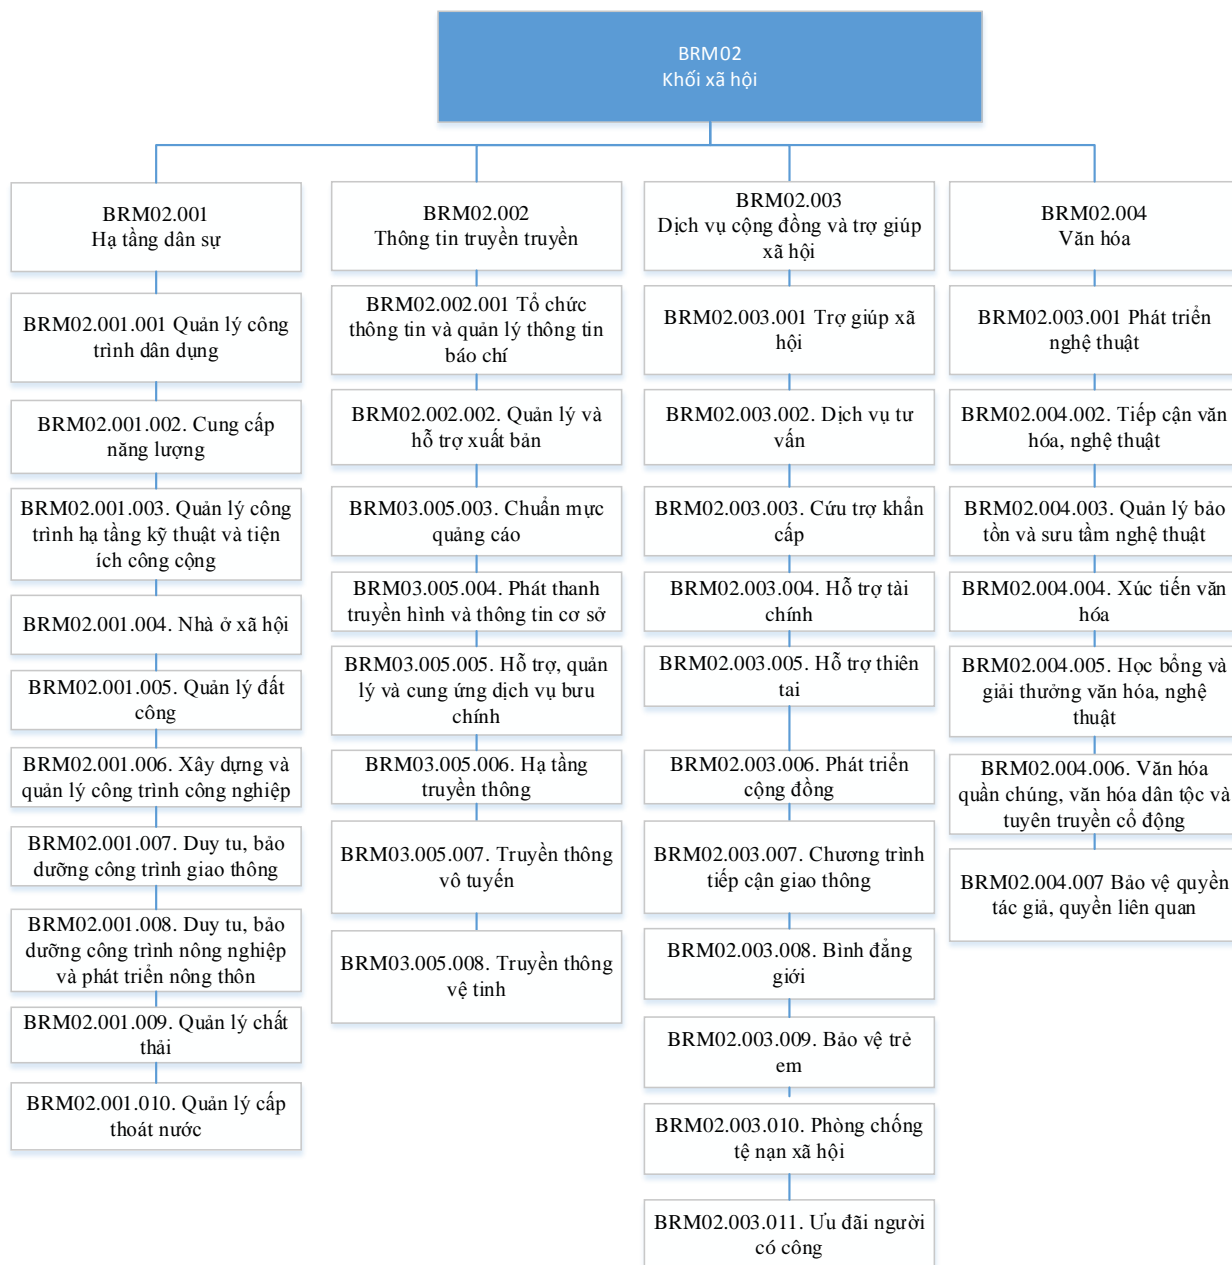 BRM02
Khối xã hội
BRM02.001
Hạ tầng dân sự
BRM02.001.001 Quản lý công
trình dân dụng
BRM02.001.002. Cung cấp
năng lượng
BRM02.001.003. Quản lý công
trình hạ tầng kỹ thuật và tiện
ích công cộng
BRM02.001.004. Nhà ở xã hội
BRM02.001.005. Quản lý đất
công
BRM02.001.006. Xây dựng và
quản lý công trình công nghiệp
BRM02.001.007. Duy tu, bảo
dưỡng công trình giao thông
BRM02.001.008. Duy tu, bảo
dưỡng công trình nông nghiệp
và phát triển nông thôn
BRM02.001.009. Quản lý chất
thải
BRM02.001.010. Quản lý cấp
thoát nước
BRM02.002
Thông tin truyền truyền
BRM02.002.001 Tổ chức
thông tin và quản lý thông tin
báo chí
BRM02.002.002. Quản lý và
hỗ trợ xuất bản
BRM03.005.003. Chuẩn mực
quảng cáo
BRM03.005.004. Phát thanh
truyền hình và thông tin cơ sở
BRM03.005.005. Hỗ trợ, quản
lý và cung ứng dịch vụ bưu
chính
BRM03.005.006. Hạ tầng
truyền thông
BRM03.005.007. Truyền thông
vô tuyến
BRM03.005.008. Truyền thông
vệ tinh
BRM02.003
Dịch vụ cộng đồng và trợ giúp
xã hội
BRM02.003.001 Trợ giúp xã
hội
BRM02.003.002. Dịch vụ tư
vấn
BRM02.003.003. Cứu trợ khẩn
cấp
BRM02.003.004. Hỗ trợ tài
chính
BRM02.003.005. Hỗ trợ thiên
tai
BRM02.003.006. Phát triển
cộng đồng
BRM02.003.007. Chương trình
tiếp cận giao thông
BRM02.003.008. Bình đẳng
giới
BRM02.003.009. Bảo vệ trẻ
em
BRM02.003.010. Phòng chống
tệ nạn xã hội
BRM02.003.011. Ưu đãi người
có công
BRM02.004
Văn hóa
BRM02.003.001 Phát triển
nghệ thuật
BRM02.004.002. Tiếp cận văn
hóa, nghệ thuật
BRM02.004.003. Quản lý bảo
tồn và sưu tầm nghệ thuật
BRM02.004.004. Xúc tiến văn
hóa
BRM02.004.005. Học bổng và
giải thưởng văn hóa, nghệ
thuật
BRM02.004.006. Văn hóa
quần chúng, văn hóa dân tộc và
tuyên truyền cổ động
BRM02.004.007 Bảo vệ quyền
tác giả, quyền liên quan